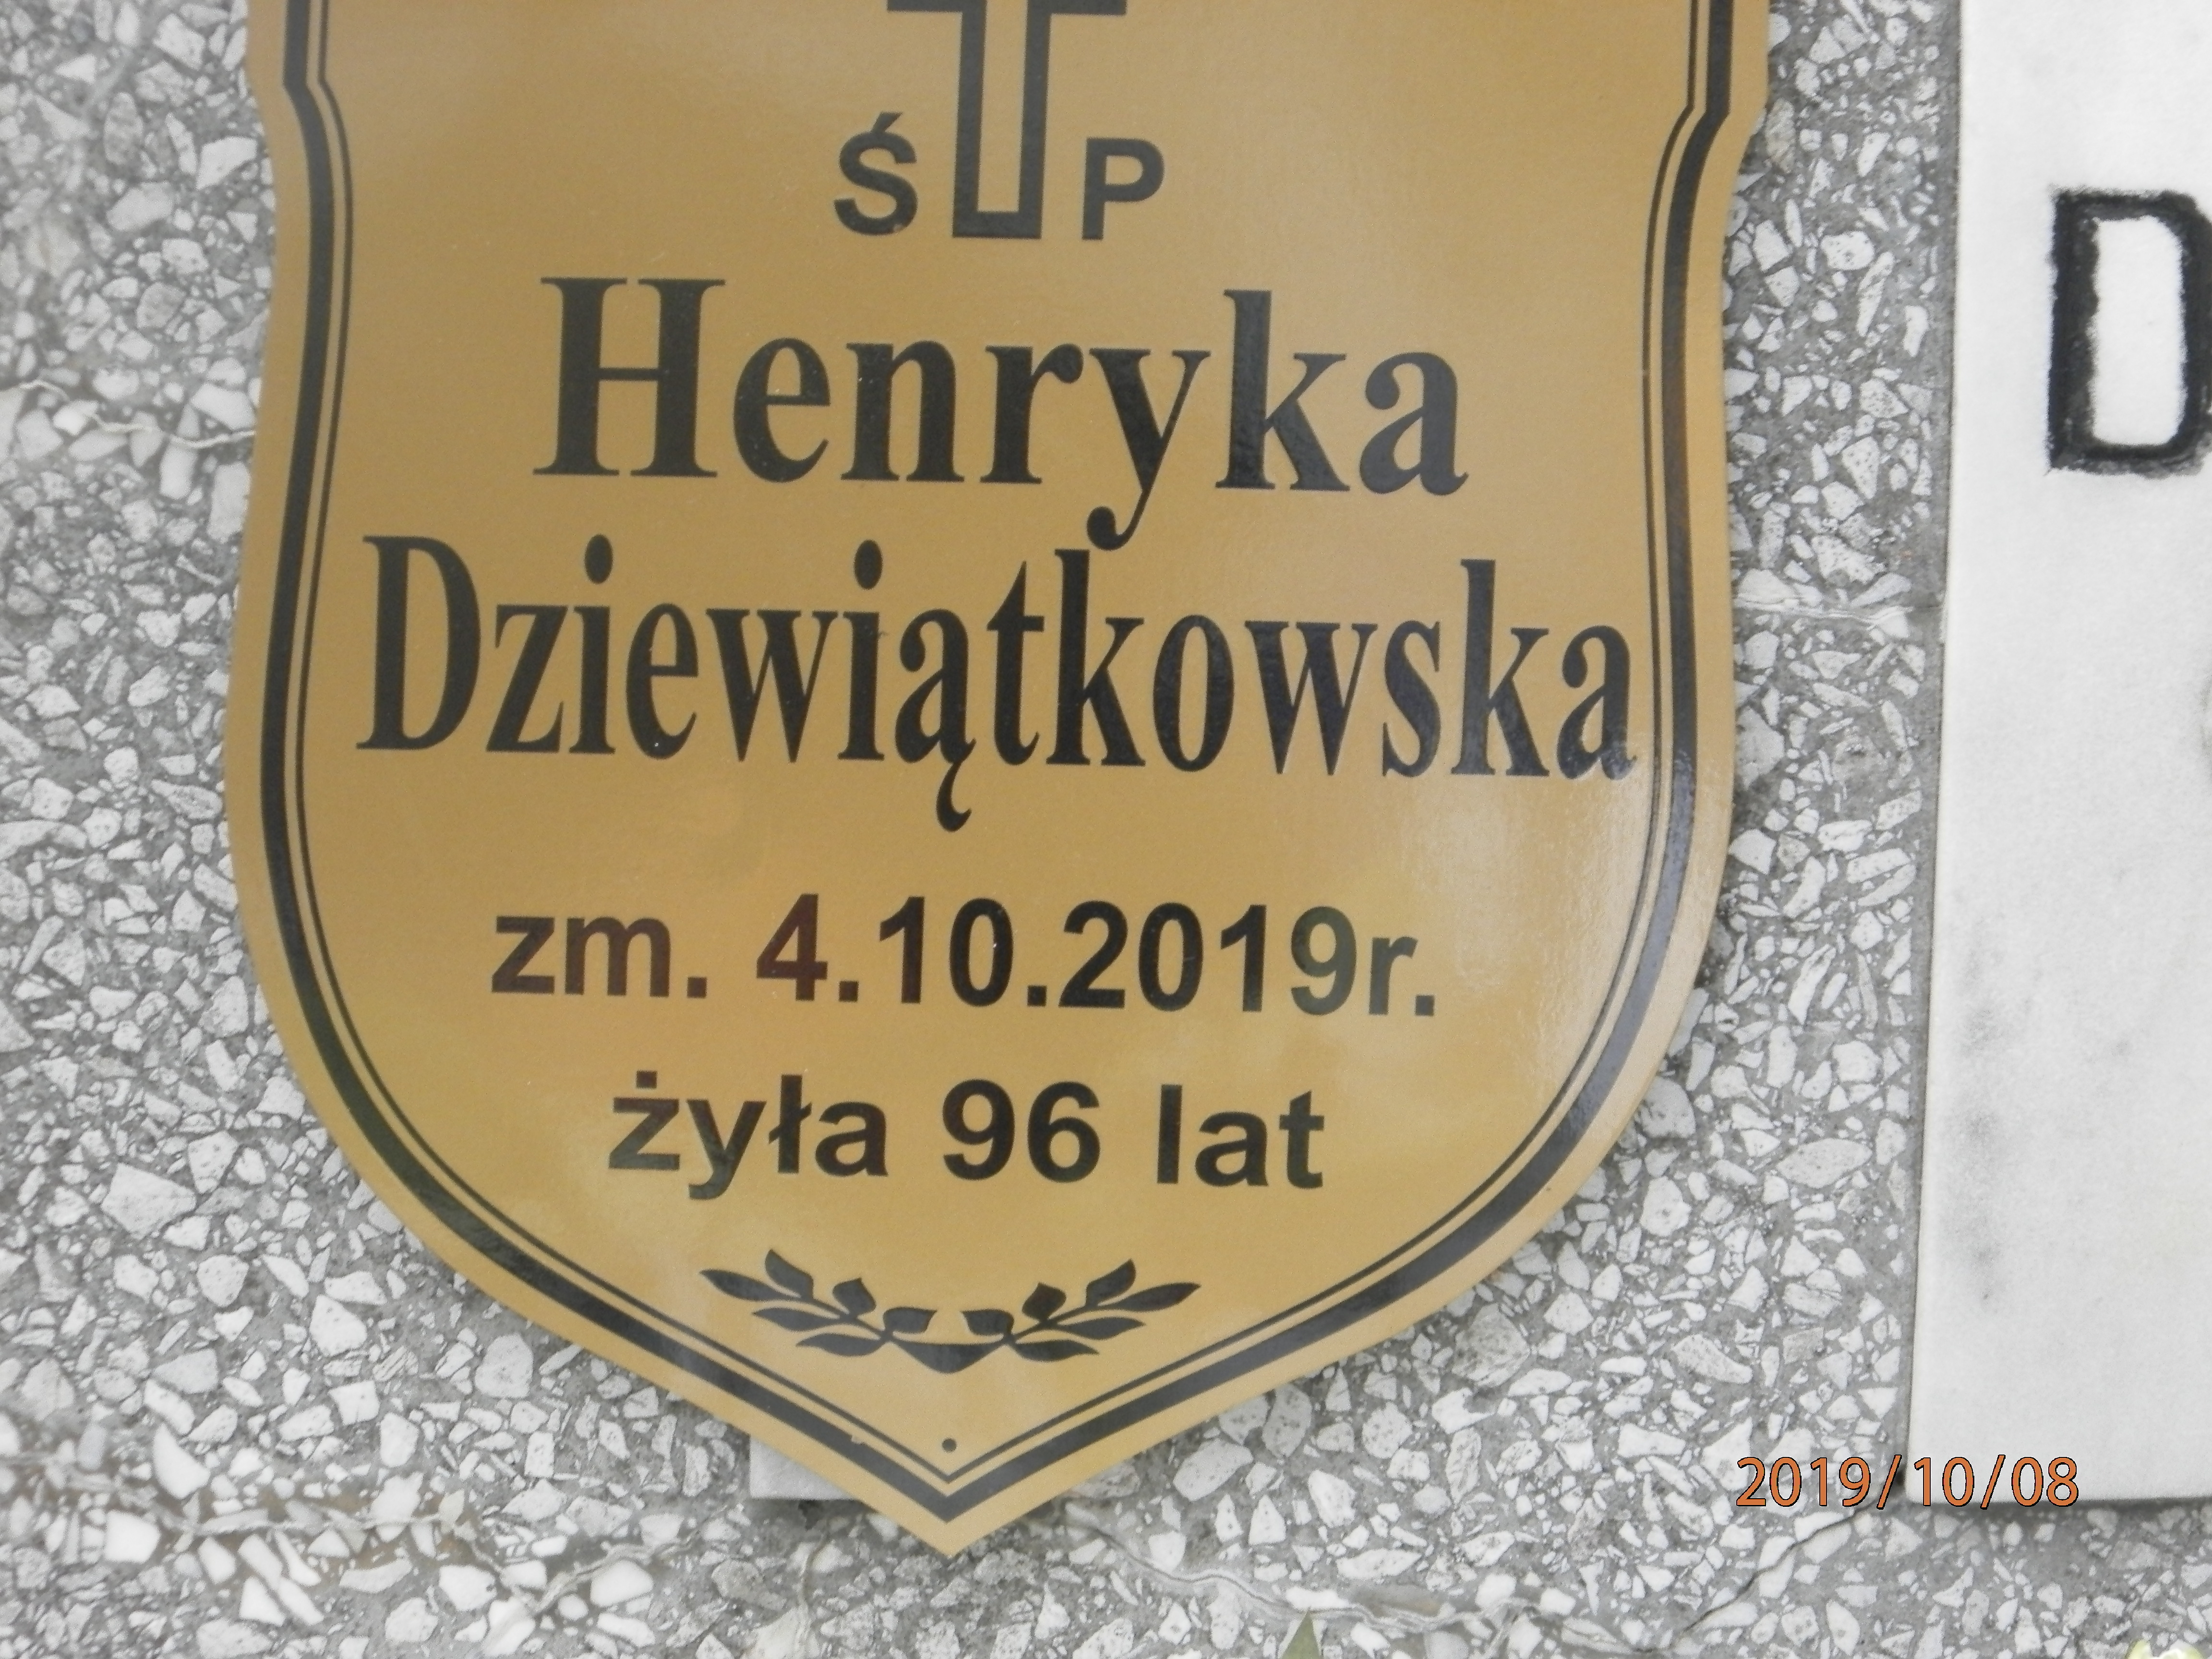 Ś P
Henryka
Dziewiątkowska
zm. 4.10.2019r.
żyła 96 lat
D
2019/10/08